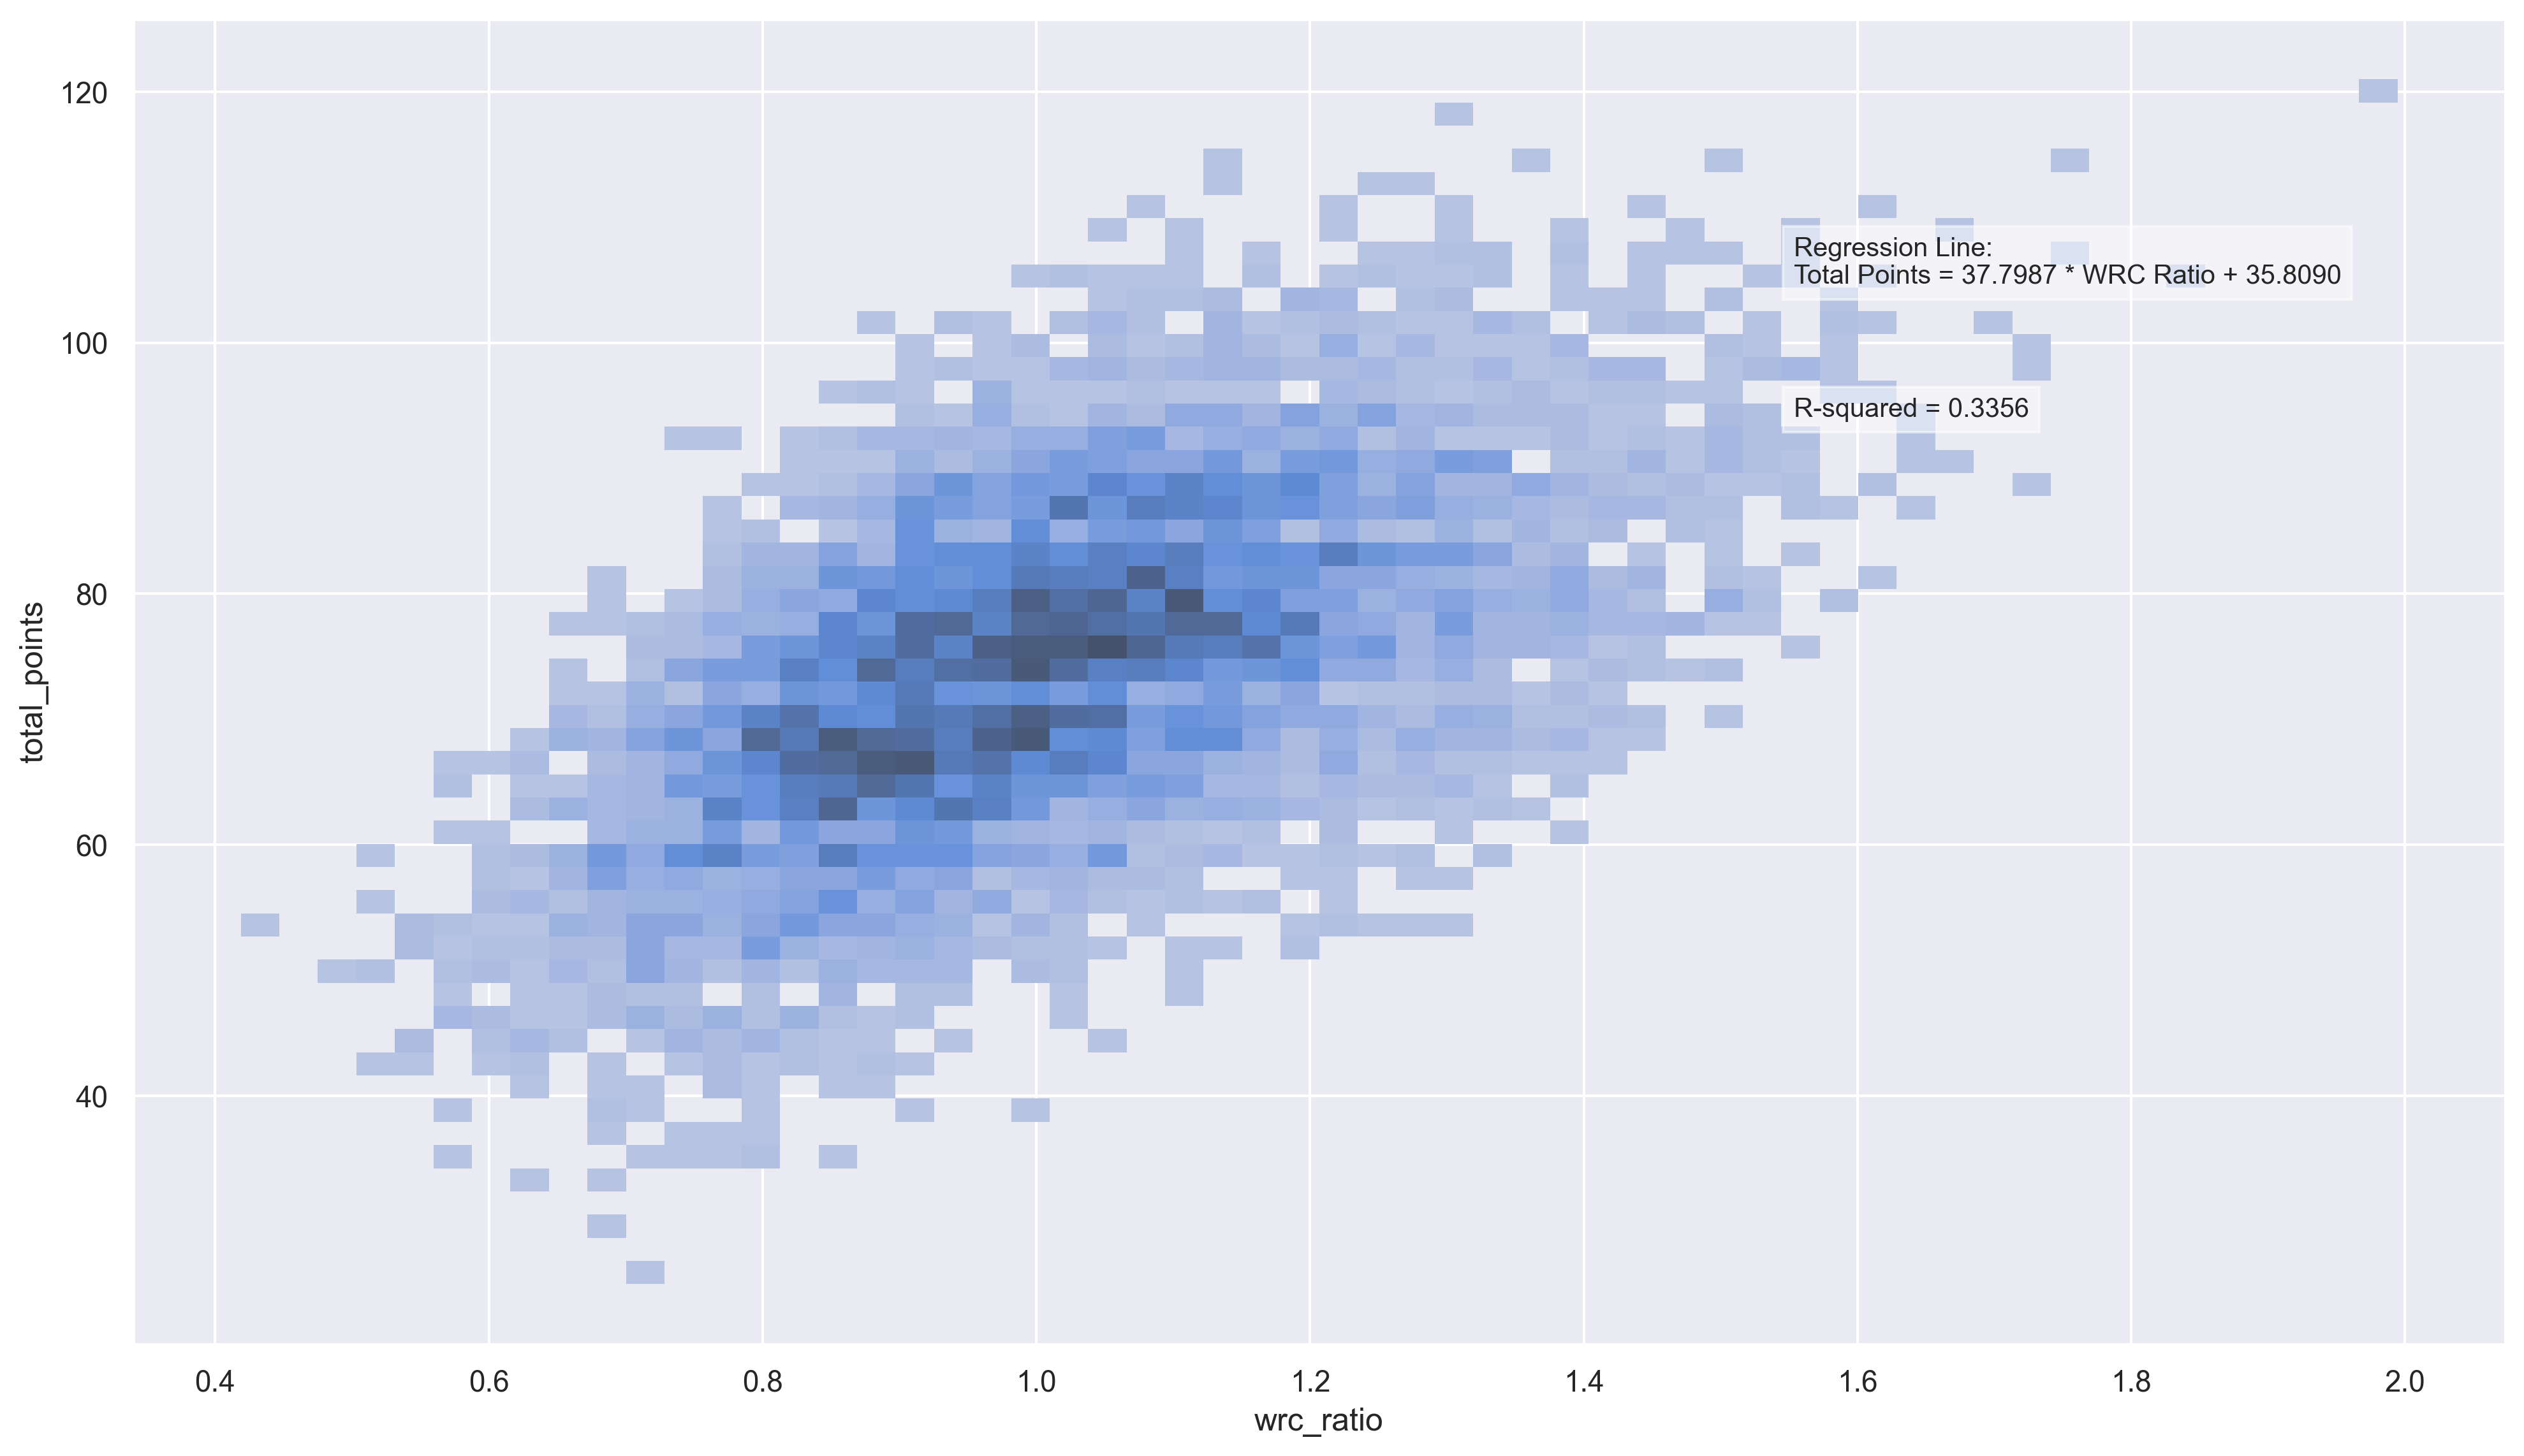 120
100
80
60
40
total_points
Regression Line:
Total Points = 37.7987 * WRC Ratio + 35.8090
R-squared = 0.3356
0.4 0.6 0.8 1.0 1.2 1.4 1.6 1.8 2.0
wrc_ratio